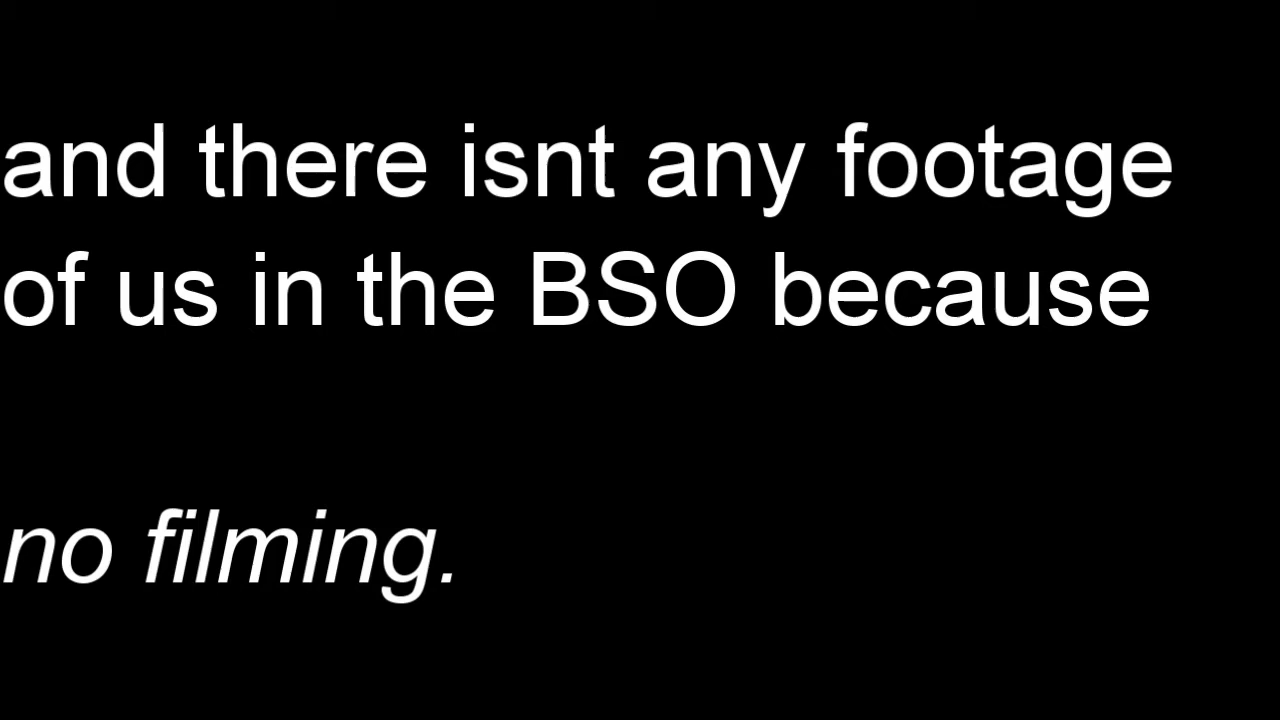 and there isnt any footage
of us in the BSO because
no filming.